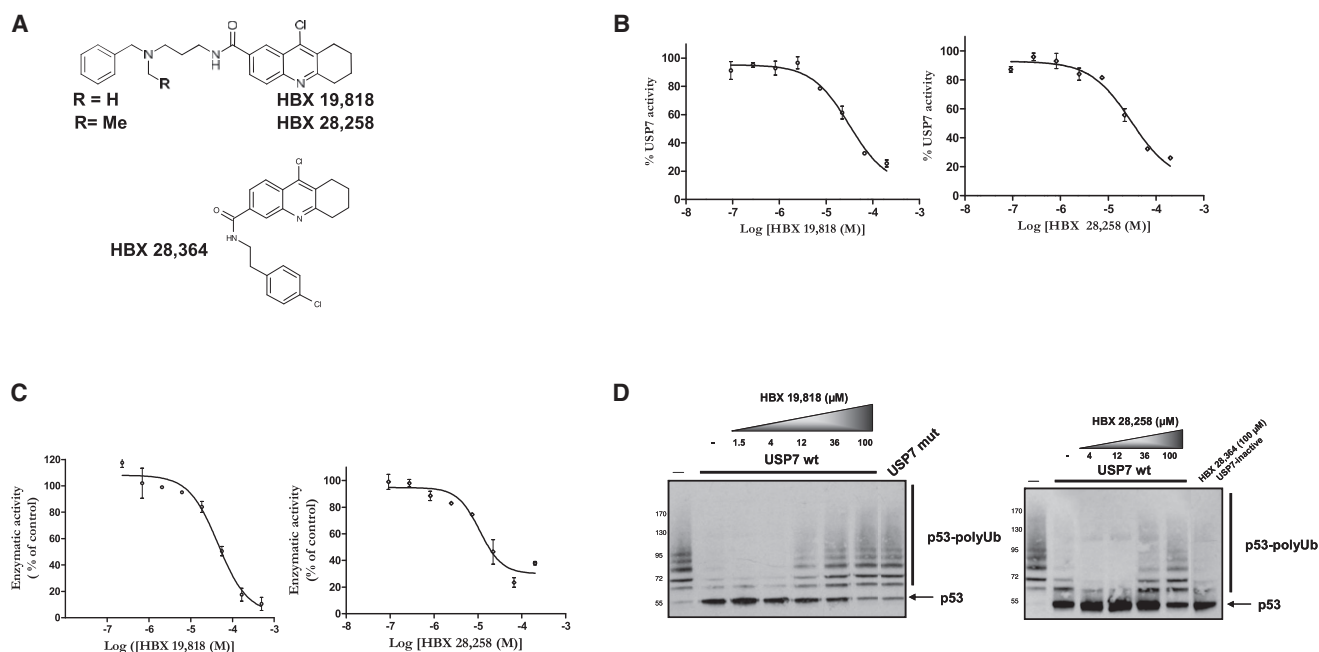 A
Cl
O
N
N
H
N
R
R = H
HBX 19,818
R= Me
HBX 28,258
Cl
O
N
HN
HBX 28,364
Cl
B
% USP7 activity
100
80
60
40
20
0
-8 -7 -6 -5 -4 -3
Log [HBX 19,818 (M)]
% USP7 activity
100
80
60
40
20
0
-8 -7 -6 -5 -4 -3
Log [HBX 28,258 (M)]
C
Enzymatic activity
( % of control)
120
100
80
60
40
20
0
-7 -6 -5 -4 -3
Log ([HBX 19,818 (M)]
Enzymatic activity
(% of control)
100
80
60
40
20
0
-8 -7 -6 -5 -4 -3
Log [HBX 28,258 (M)]
D
HBX 19,818 (µM)
- 1.5 4 12 36 100
— USP7 wt
USP7 mut
170
130
95
72
55
p53-polyUb
p53
HBX 28,258 (µM)
- 4 12 36 100
— USP7 wt
HBX 28,364 (100 µM)
USP7-inactive
170
130
95
72
55
p53-polyUb
p53